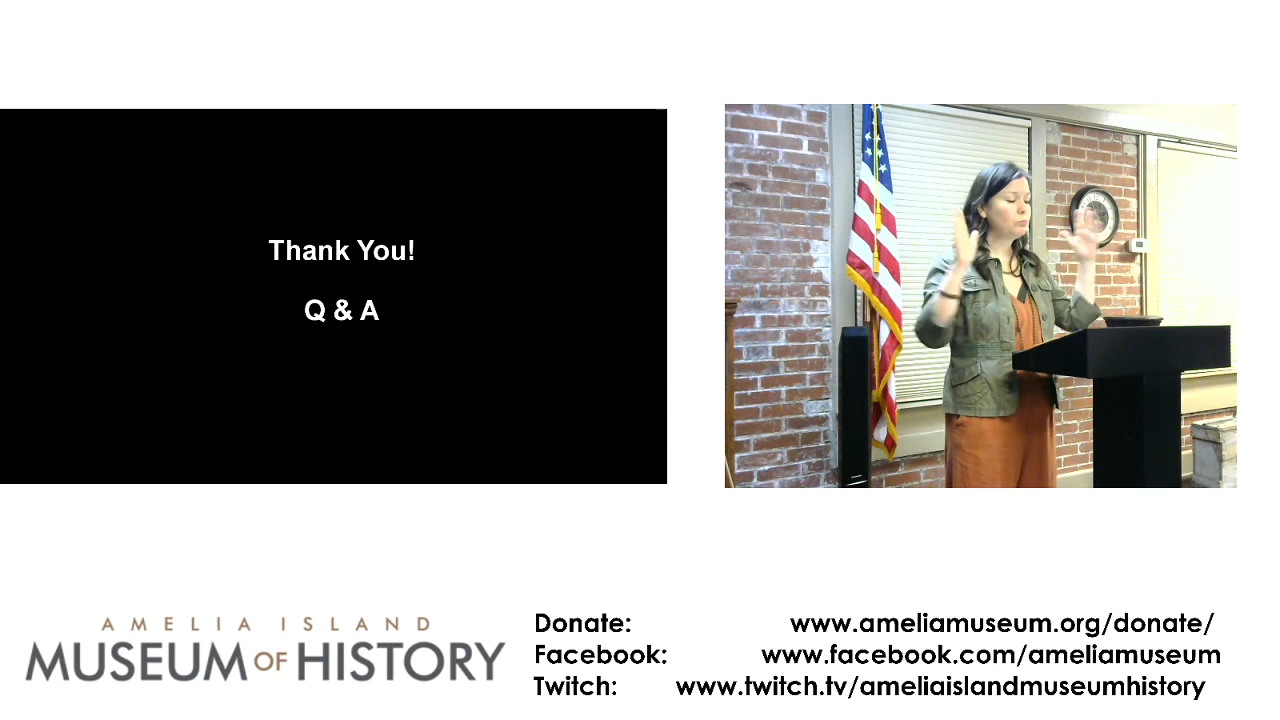 Thank You!
Q & A
AMELIA ISLAND
MUSEUM OF HISTORY
Donate: www.ameliamuseum.org/donate/
Facebook: www.facebook.com/ameliamuseum
Twitch: www.twitch.tv/ameliaislandmuseumhistory